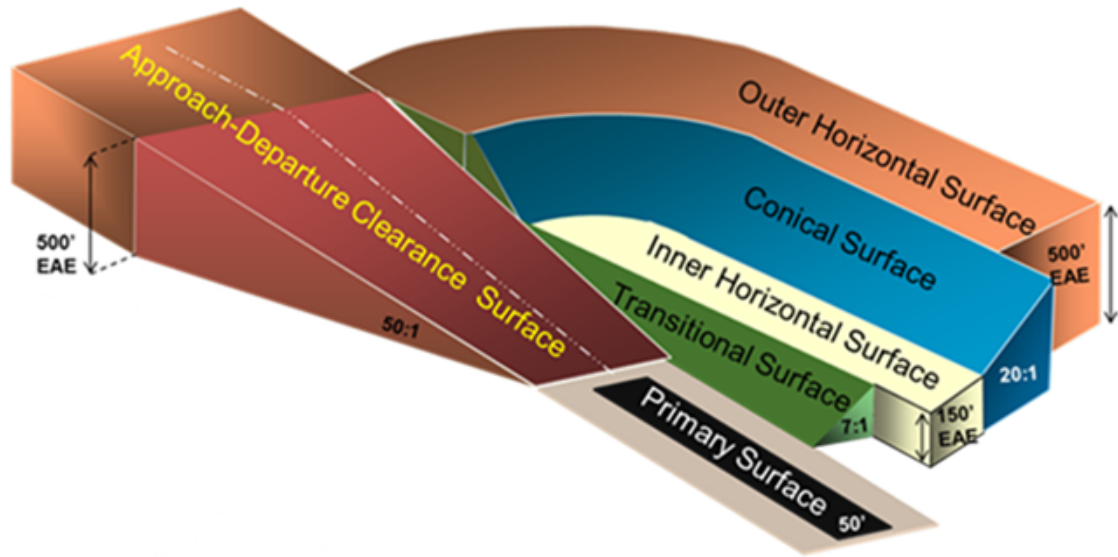 Approach-Departure Clearance Surface
Outer Horizontal Surface
Conical Surface
Inner Horizontal Surface
Transitional Surface
Primary Surface 50'
500'
EAE
50:1
500'
EAE
20:1
150'
EAE
7:1